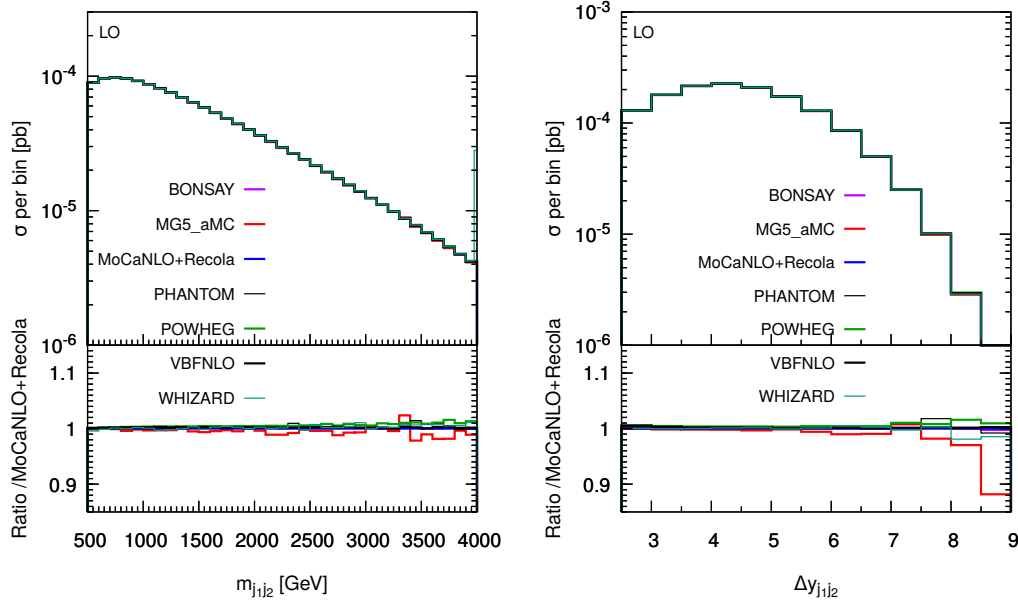 LO
σ per bin [pb]
10-4
10-5
10-6
BONSAY
MG5_aMC
MoCaNLO+Recola
PHANTOM
POWHEG
VBFNLO
WHIZARD
Ratio /MoCaNLO+Recola
1.1
1
0.9
500 1000 1500 2000 2500 3000 3500 4000
mj1j2 [GeV]
LO
σ per bin [pb]
10-3
10-4
10-5
10-6
BONSAY
MG5_aMC
MoCaNLO+Recola
PHANTOM
POWHEG
VBFNLO
WHIZARD
Ratio /MoCaNLO+Recola
1.1
1
0.9
3 4 5 6 7 8 9
Δyj1j2